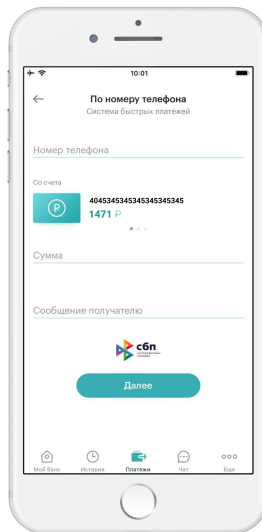 10:01
По номеру телефона
Система быстрых платежей
Номер телефона
Со счета
4045345345345345345345
1471 ₽
Сумма
Сообщение получателю
сбп
Далее
Мой банк История Платежи Чат Еще